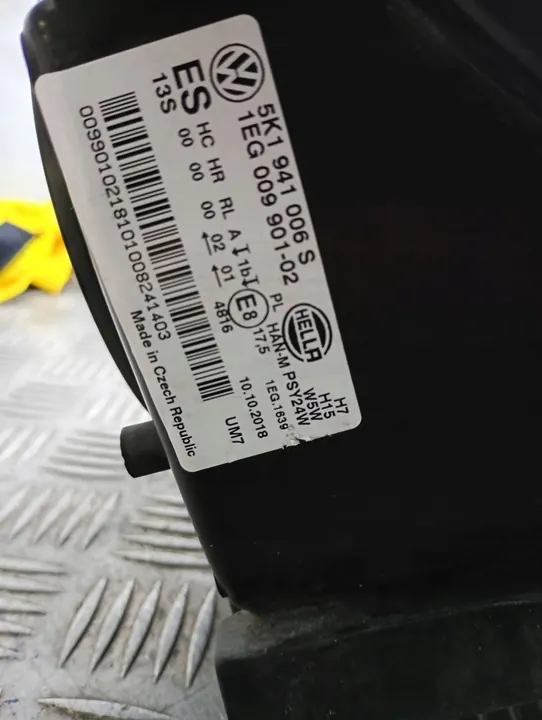 VW
5K1 941 006 S
1EG 009 901-02
ES
13S
HC HR RL A 1b
00 00 00 02 01
E8
4816
17,5
PL
HELLA
HAN-M
H7
H15
W5W
PSY24W
1EG.1639
10.10.2018
UM7
0099010218101008241403
Made in Czech Republic